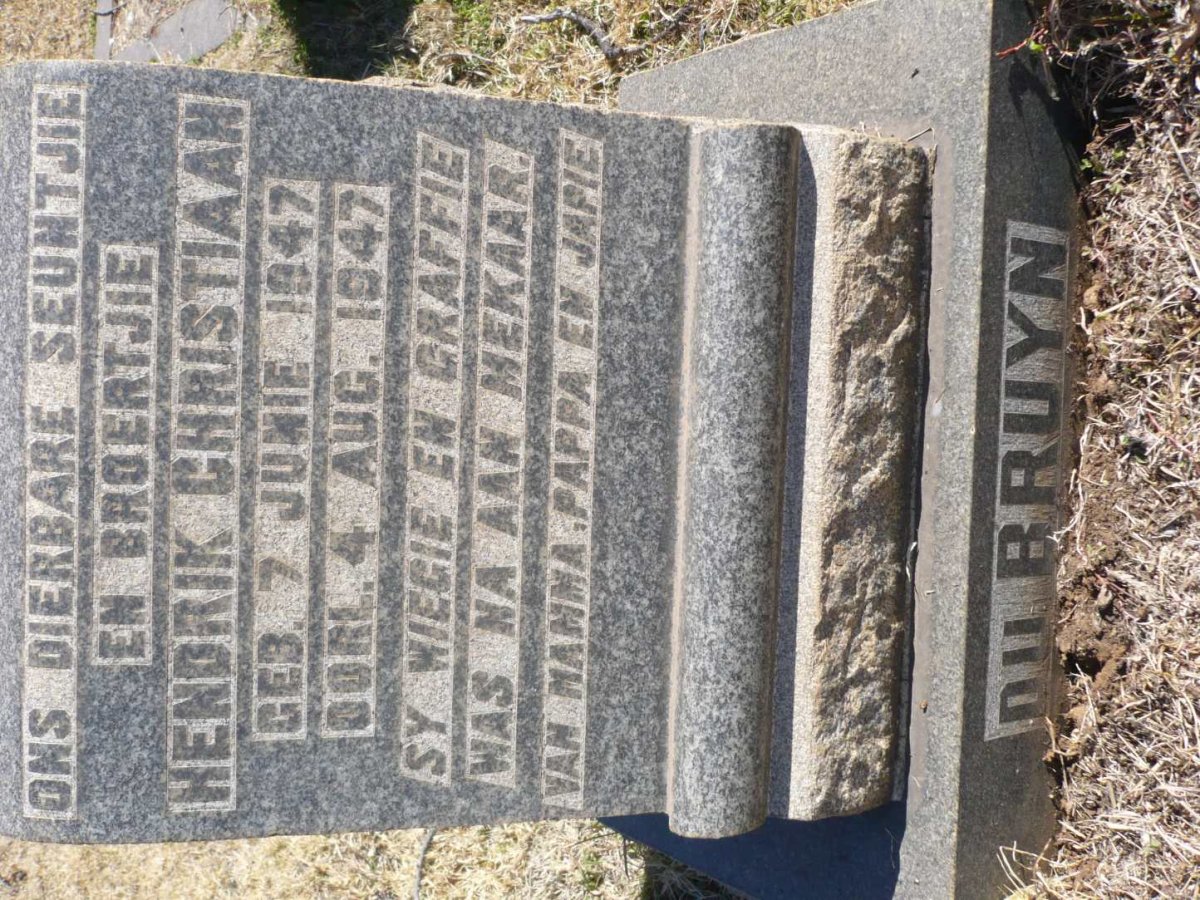 ONS DIERBARE SEUNTJIE
EN BROERTJIE
HENDRIK CHRISTIAAN
GEB. 7 JUNIE 1947
OORL. 4 AUG. 1947
SY WIEGIE EN GRAFFIE
WAS NA AAN MEKAAR.
VAN MAMMA.PAPPA EN JAPIE
DU BRUYN